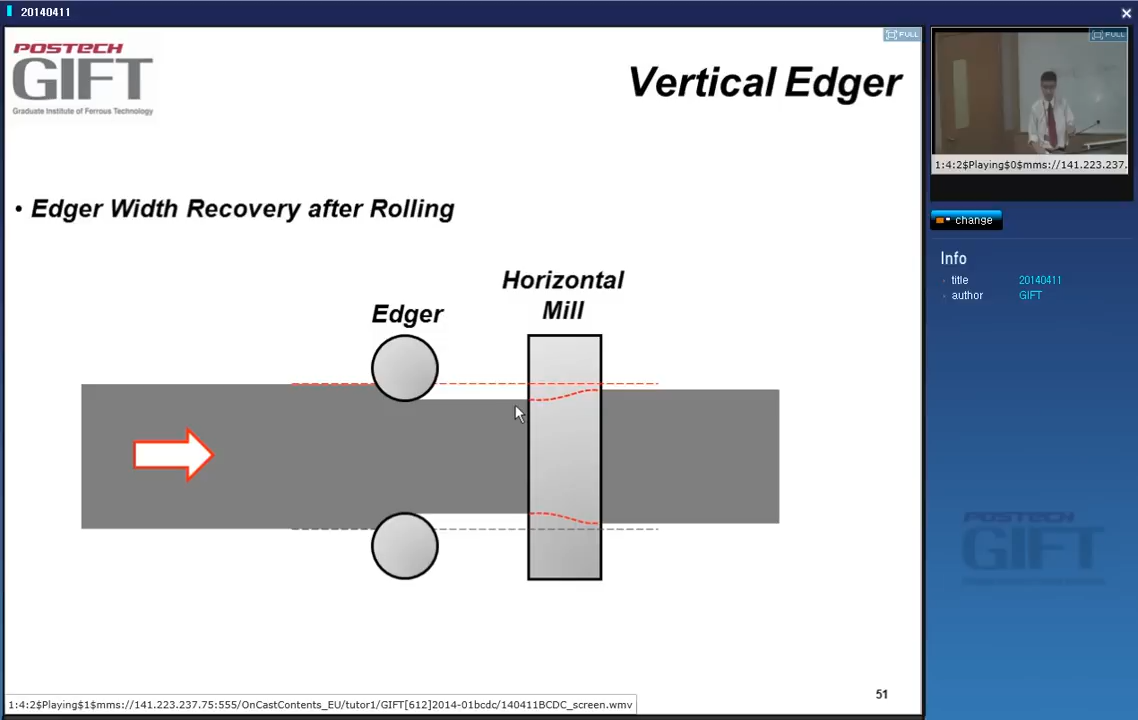 20140411
POSTECH
GIFT
Graduate Institute of Ferrous Technology
FULL
Vertical Edger
• Edger Width Recovery after Rolling
Horizontal
Mill
Edger
51
1:4:2$Playing$1$mms://141.223.237.75:555/OnCastContents_EU/tutor1/GIFT[612]2014-01bcdc/140411BCDC_screen.wmv
FULL
1:4:2$Playing$0$mms://141.223.237.
change
Info
title 20140411
author GIFT
POSTECH
GIFT